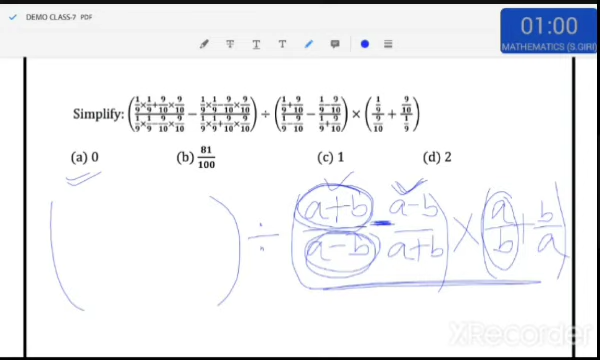 DEMO CLASS-7 PDF
01:00
MATHEMATICS (S.GIRI)
Simplify: (((1/9×1/9+9/10×9/10)/(1/9×1/9−9/10×9/10)) − ((1/9×1/9−9/10×9/10)/(1/9×1/9+9/10×9/10))) ÷ (((1/9+9/10)/(1/9−9/10)) − ((1/9−9/10)/(1/9+9/10))) × ((1/9)/(9/10) + (9/10)/(1/9))
(a) 0 (b) 81/100 (c) 1 (d) 2
( ) ÷ ((a+b)/(a−b) − (a−b)/(a+b)) × (a/b + b/a)
XRecorder